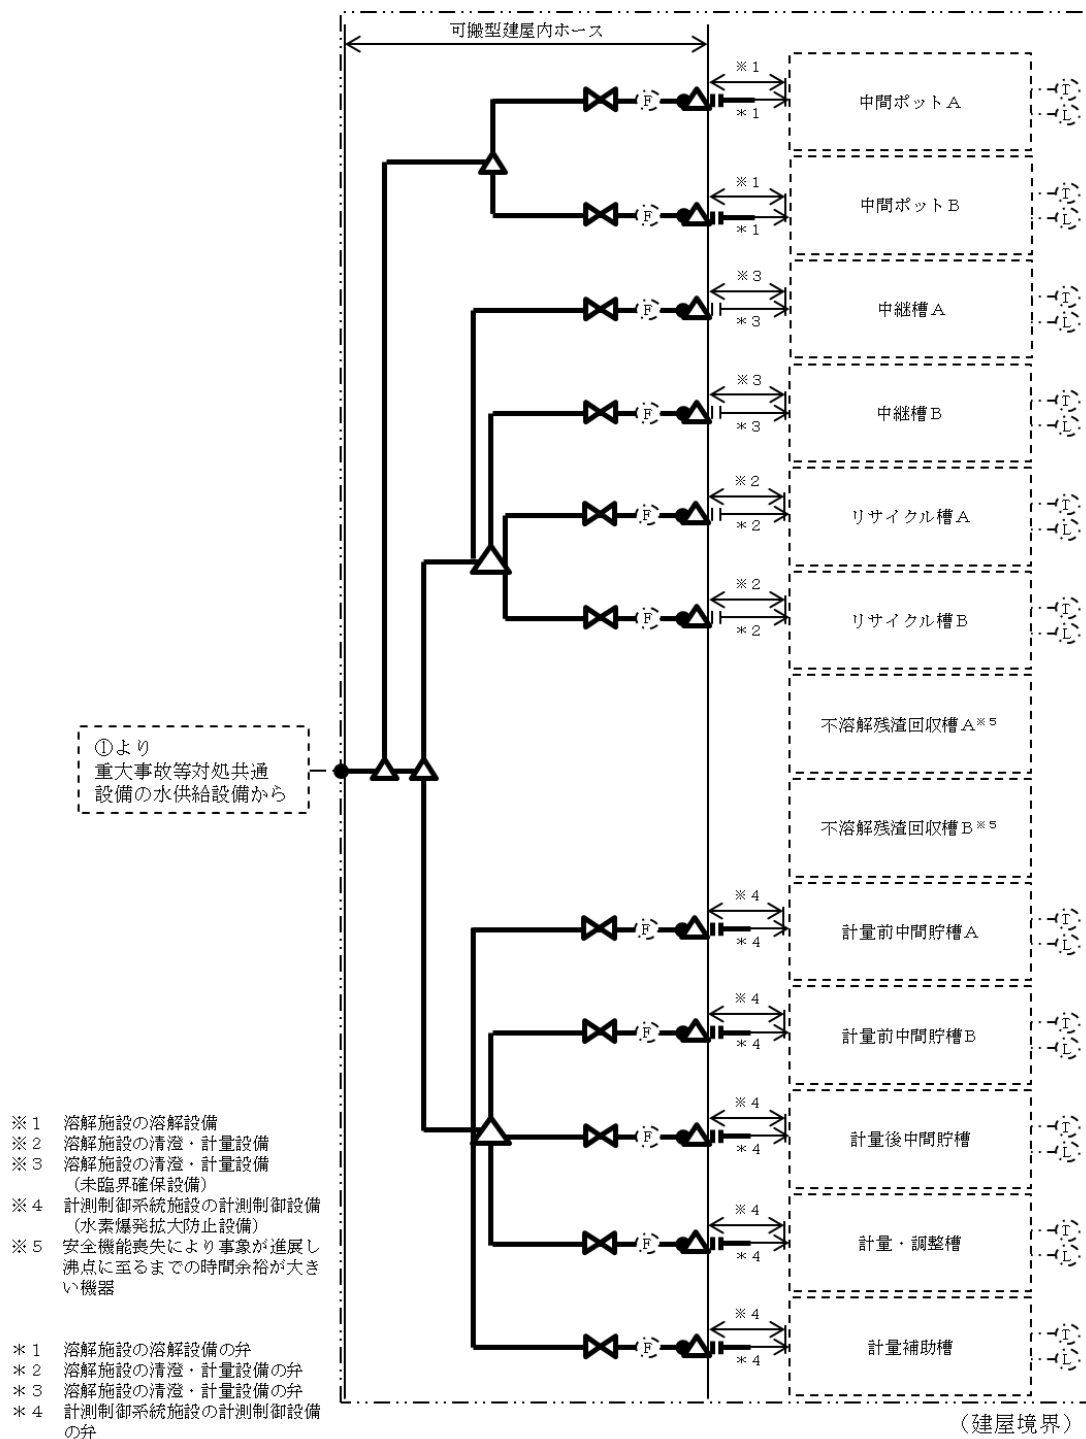 可搬型建屋内ホース
※1
F
*1
中間ポットA
T
L
※1
F
*1
中間ポットB
T
L
※3
F
*3
中継槽A
T
L
※3
F
*3
中継槽B
T
L
※2
F
*2
リサイクル槽A
T
L
※2
F
*2
リサイクル槽B
T
L
不溶解残渣回収槽A※5
①より
重大事故等対処共通
設備の水供給設備から
不溶解残渣回収槽B※5
※4
F
*4
計量前中間貯槽A
T
L
※4
F
*4
計量前中間貯槽B
T
L
※4
F
*4
計量後中間貯槽
T
L
※4
F
*4
計量・調整槽
T
L
※4
F
*4
計量補助槽
T
L
※1 溶解施設の溶解設備
※2 溶解施設の清澄・計量設備
※3 溶解施設の清澄・計量設備
(未臨界確保設備)
※4 計測制御系統施設の計測制御設備
(水素爆発拡大防止設備)
※5 安全機能喪失により事象が進展し
沸点に至るまでの時間余裕が大き
い機器
*1 溶解施設の溶解設備の弁
*2 溶解施設の清澄・計量設備の弁
*3 溶解施設の清澄・計量設備の弁
*4 計測制御系統施設の計測制御設備
の弁
(建屋境界)